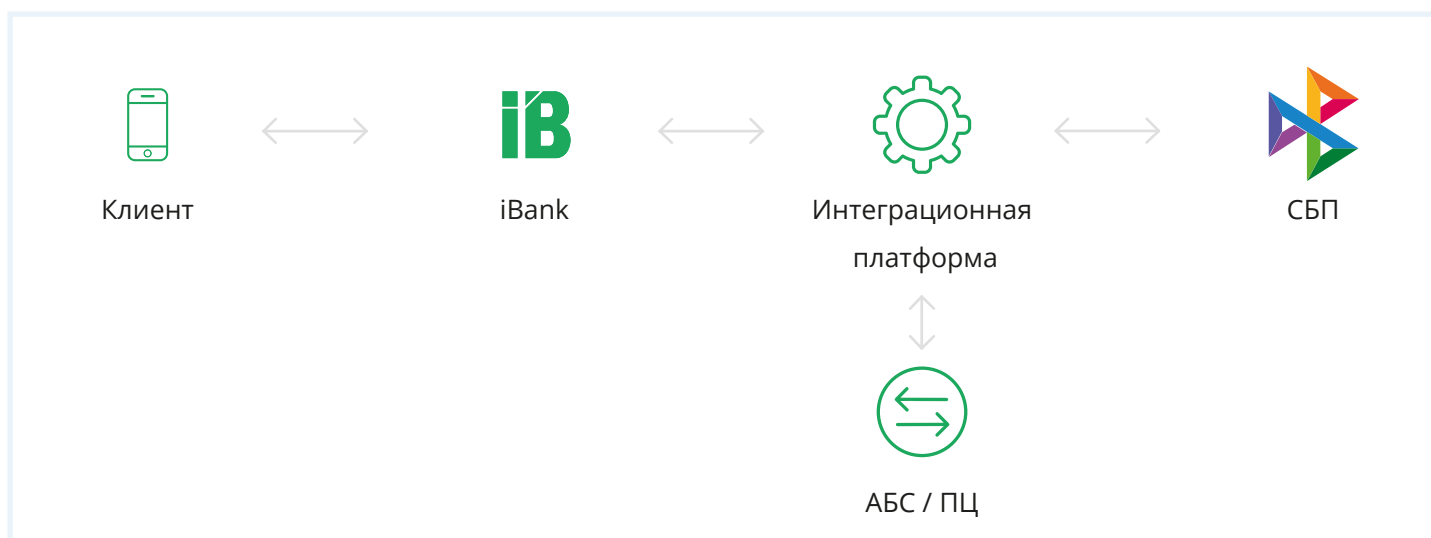 iB
Клиент
iBank
Интеграционная
платформа
СБП
АБС / ПЦ